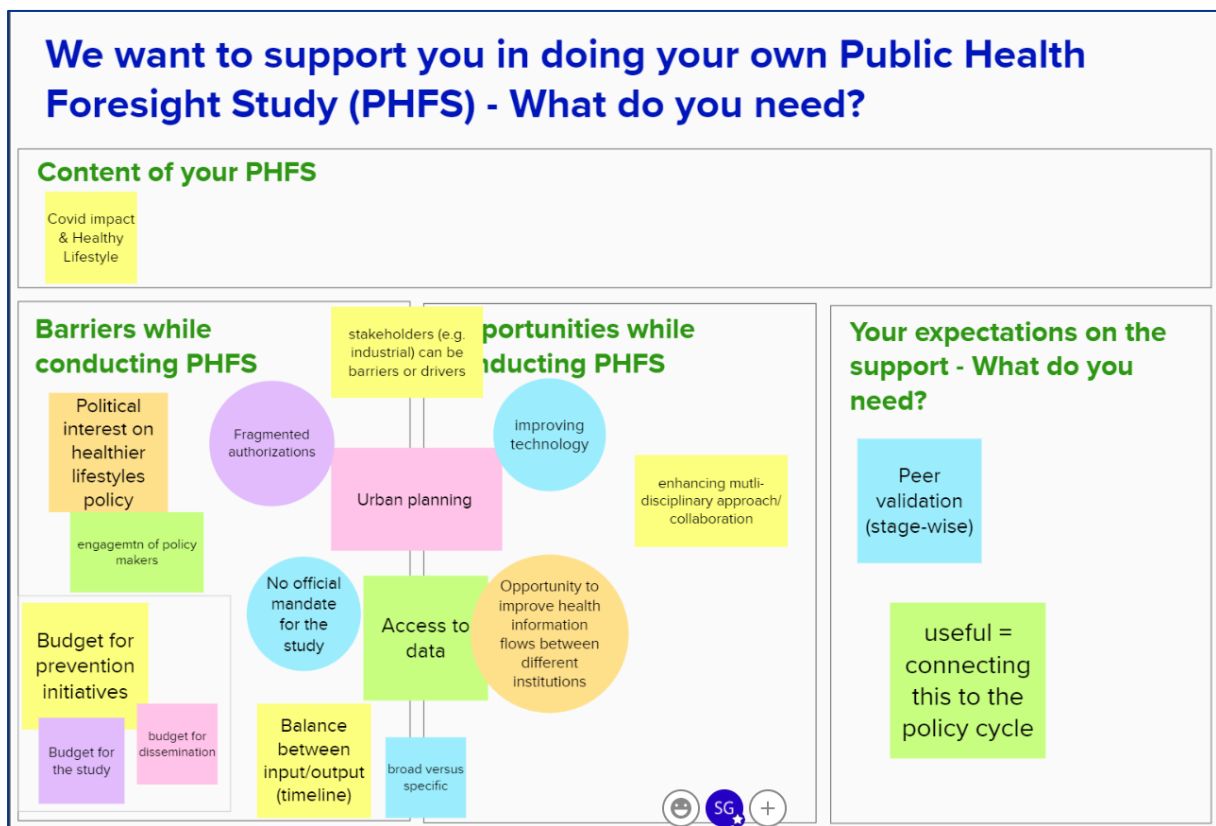 We want to support you in doing your own Public Health
Foresight Study (PHFS) - What do you need?
Content of your PHFS
Covid impact
& Healthy
Lifestyle
Barriers while
conducting PHFS
stakeholders (e.g.
industrial) can be
barriers or drivers
Political
interest on
healthier
lifestyles
policy
Fragmented
authorizations
engagemtn of policy
makers
Urban planning
No official
mandate
for the
study
Access to
data
Budget for
prevention
initiatives
Budget for
the study
budget for
dissemination
Balance
between
input/output
(timeline)
broad versus
specific
portunities while
nducting PHFS
improving
technology
enhancing mutli-
disciplinary approach/
collaboration
Opportunity to
improve health
information
flows between
different
institutions
SG
Your expectations on the
support - What do you
need?
Peer
validation
(stage-wise)
useful =
connecting
this to the
policy cycle